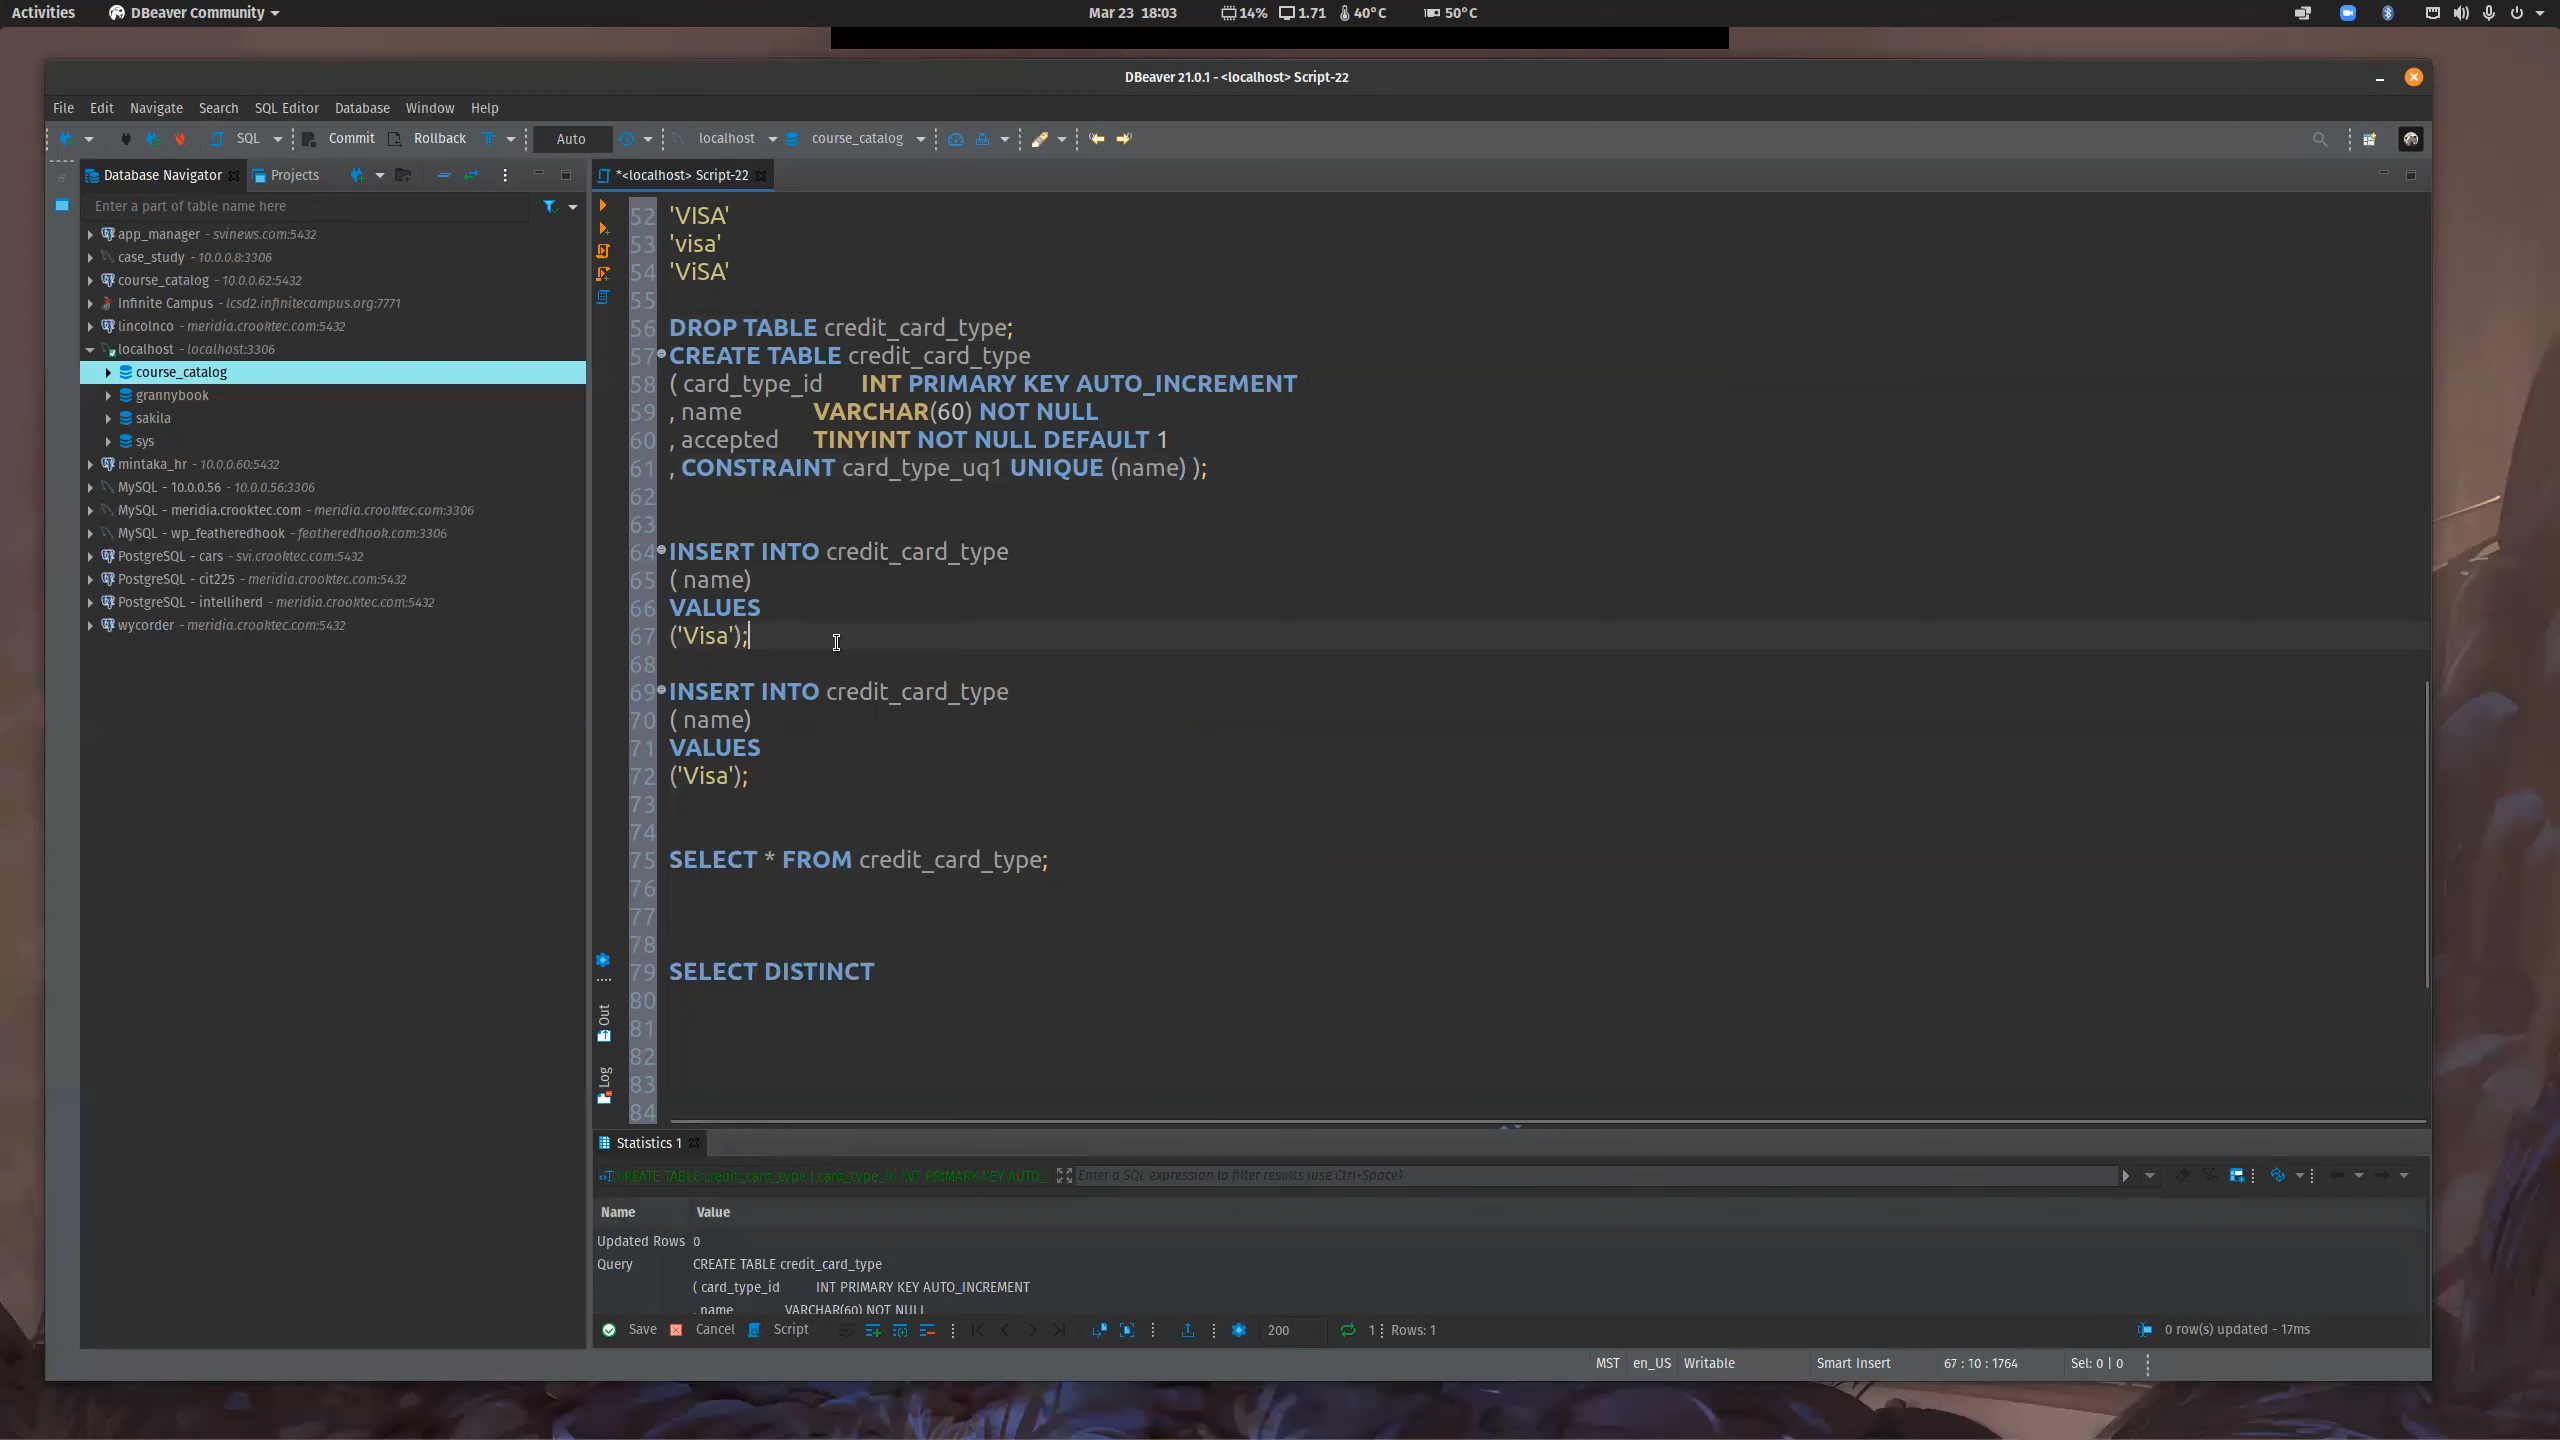 Activities DBeaver Community Mar 23 18:03 14% 1.71 40°C 50°C
DBeaver 21.0.1 - <localhost> Script-22
File Edit Navigate Search SQL Editor Database Window Help
SQL Commit Rollback Auto localhost course_catalog
Database Navigator Projects
*<localhost> Script-22
Enter a part of table name here
app_manager - svinews.com:5432
case_study - 10.0.0.8:3306
course_catalog - 10.0.0.62:5432
Infinite Campus - lcsd2.infinitecampus.org:7771
lincolnco - meridia.crooktec.com:5432
localhost - localhost:3306
course_catalog
grannybook
sakila
sys
mintaka_hr - 10.0.0.60:5432
MySQL - 10.0.0.56 - 10.0.0.56:3306
MySQL - meridia.crooktec.com - meridia.crooktec.com:3306
MySQL - wp_featheredhook - featheredhook.com:3306
PostgreSQL - cars - svi.crooktec.com:5432
PostgreSQL - cit225 - meridia.crooktec.com:5432
PostgreSQL - intelliherd - meridia.crooktec.com:5432
wycorder - meridia.crooktec.com:5432
52 'VISA'
53 'visa'
54 'ViSA'
55
56 DROP TABLE credit_card_type;
57 CREATE TABLE credit_card_type
58 ( card_type_id INT PRIMARY KEY AUTO_INCREMENT
59 , name VARCHAR(60) NOT NULL
60 , accepted TINYINT NOT NULL DEFAULT 1
61 , CONSTRAINT card_type_uq1 UNIQUE (name) );
62
63
64 INSERT INTO credit_card_type
65 ( name)
66 VALUES
67 ('Visa');
68
69 INSERT INTO credit_card_type
70 ( name)
71 VALUES
72 ('Visa');
73
74
75 SELECT * FROM credit_card_type;
76
77
78
79 SELECT DISTINCT
80
81
82
83
84
Out
Log
Statistics 1
CREATE TABLE credit_card_type ( card_type_id INT PRIMARY KEY AUTO_ Enter a SQL expression to filter results (use Ctrl+Space)
Name Value
Updated Rows 0
Query CREATE TABLE credit_card_type
( card_type_id INT PRIMARY KEY AUTO_INCREMENT
, name VARCHAR(60) NOT NULL
Save Cancel Script 200 1 Rows: 1 0 row(s) updated - 17ms
MST en_US Writable Smart Insert 67 : 10 : 1764 Sel: 0 | 0